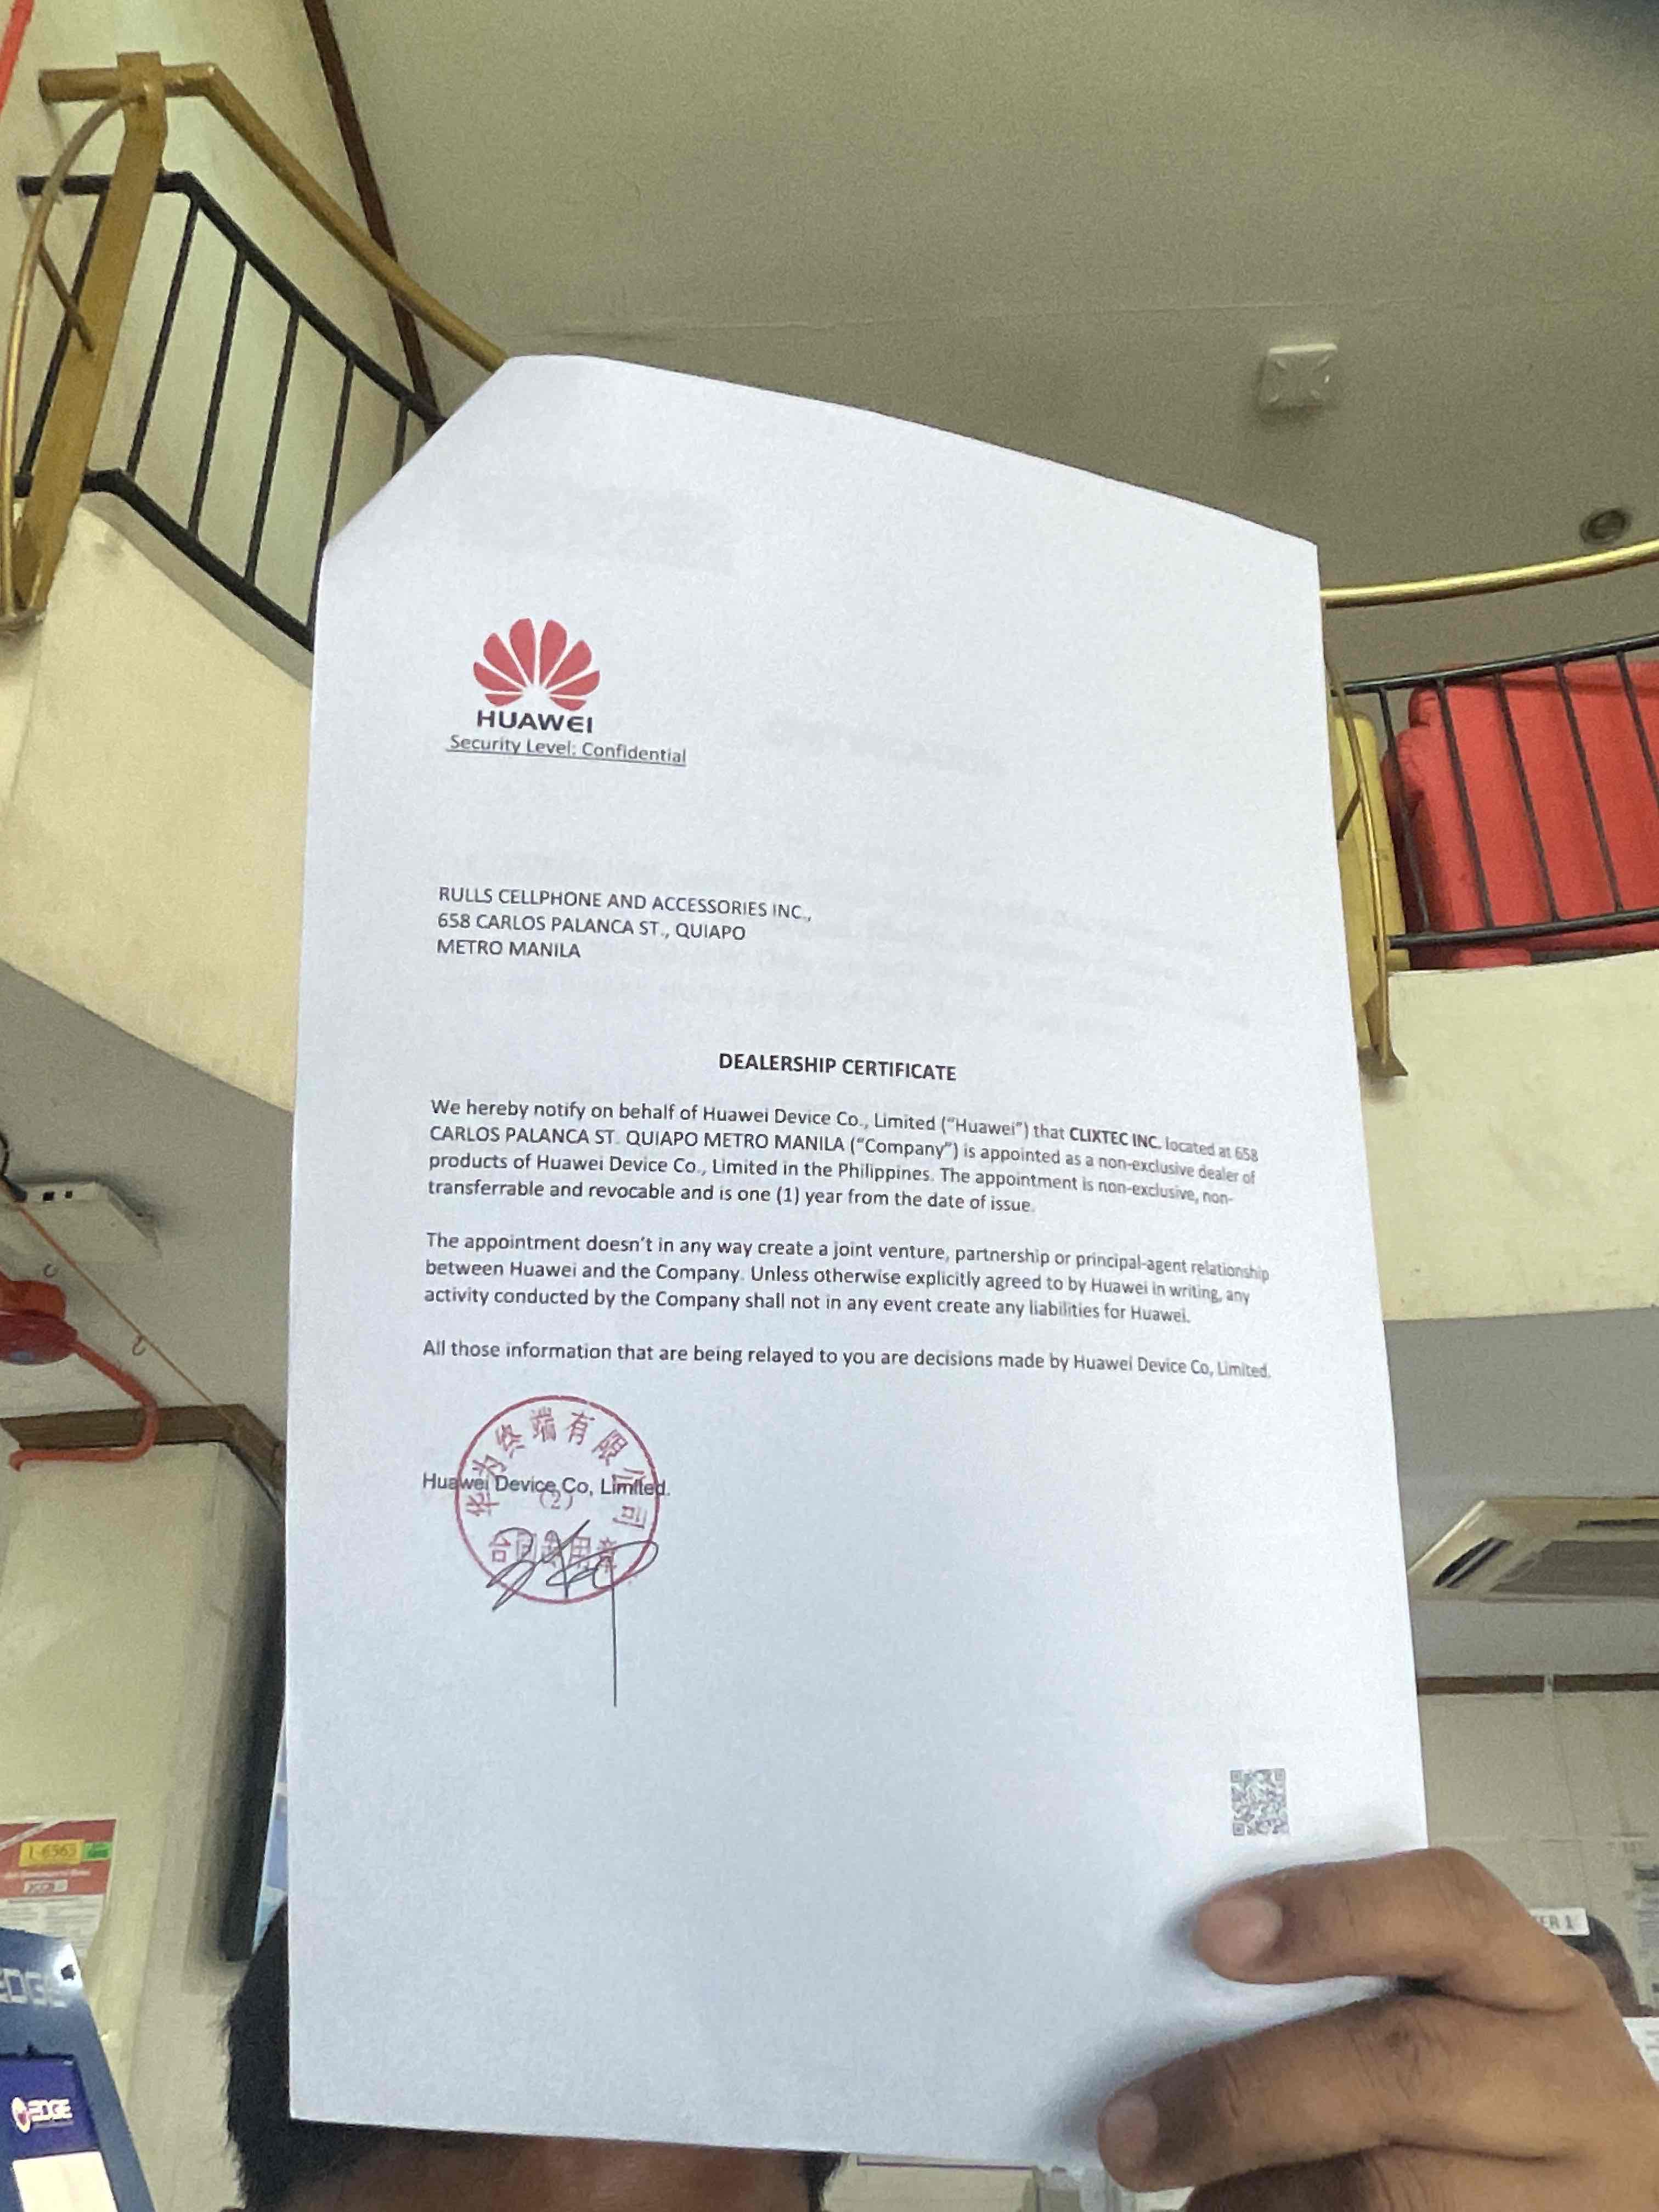 HUAWEI
Security Level: Confidential
RULLS CELLPHONE AND ACCESSORIES INC.,
658 CARLOS PALANCA ST., QUIAPO
METRO MANILA
DEALERSHIP CERTIFICATE
We hereby notify on behalf of Huawei Device Co., Limited (“Huawei”) that CLIXTEC INC. located at 658
CARLOS PALANCA ST. QUIAPO METRO MANILA (“Company”) is appointed as a non-exclusive dealer of
products of Huawei Device Co., Limited in the Philippines. The appointment is non-exclusive, non-
transferrable and revocable and is one (1) year from the date of issue.
The appointment doesn’t in any way create a joint venture, partnership or principal-agent relationship
between Huawei and the Company. Unless otherwise explicitly agreed to by Huawei in writing, any
activity conducted by the Company shall not in any event create any liabilities for Huawei.
All those information that are being relayed to you are decisions made by Huawei Device Co, Limited.
华为终端有限公司
Huawei Device Co, Limited.
(2)
合同专用章
1-6565
EDGE
EDGE
ER 1